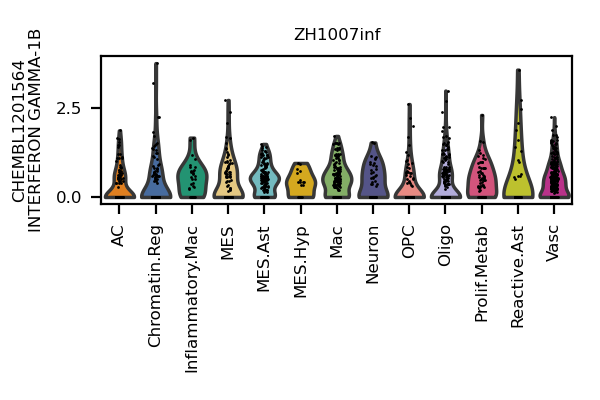 ZH1007inf
CHEMBL1201564
INTERFERON GAMMA-1B
2.5
0.0
AC
Chromatin.Reg
Inflammatory.Mac
MES
MES.Ast
MES.Hyp
Mac
Neuron
OPC
Oligo
Prolif.Metab
Reactive.Ast
Vasc